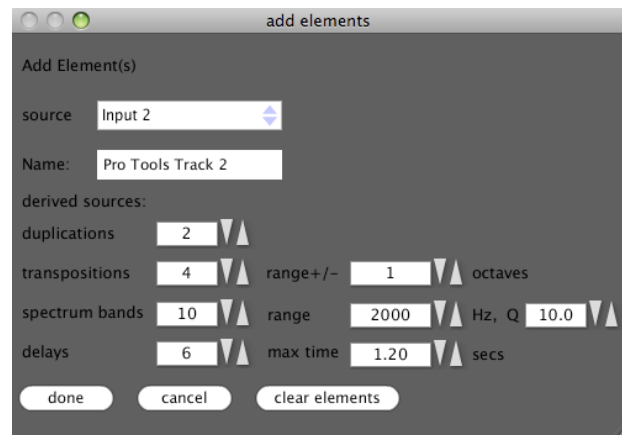 add elements
Add Element(s)
source Input 2
Name: Pro Tools Track 2
derived sources:
duplications 2
transpositions 4 range+/- 1 octaves
spectrum bands 10 range 2000 Hz, Q 10.0
delays 6 max time 1.20 secs
done cancel clear elements